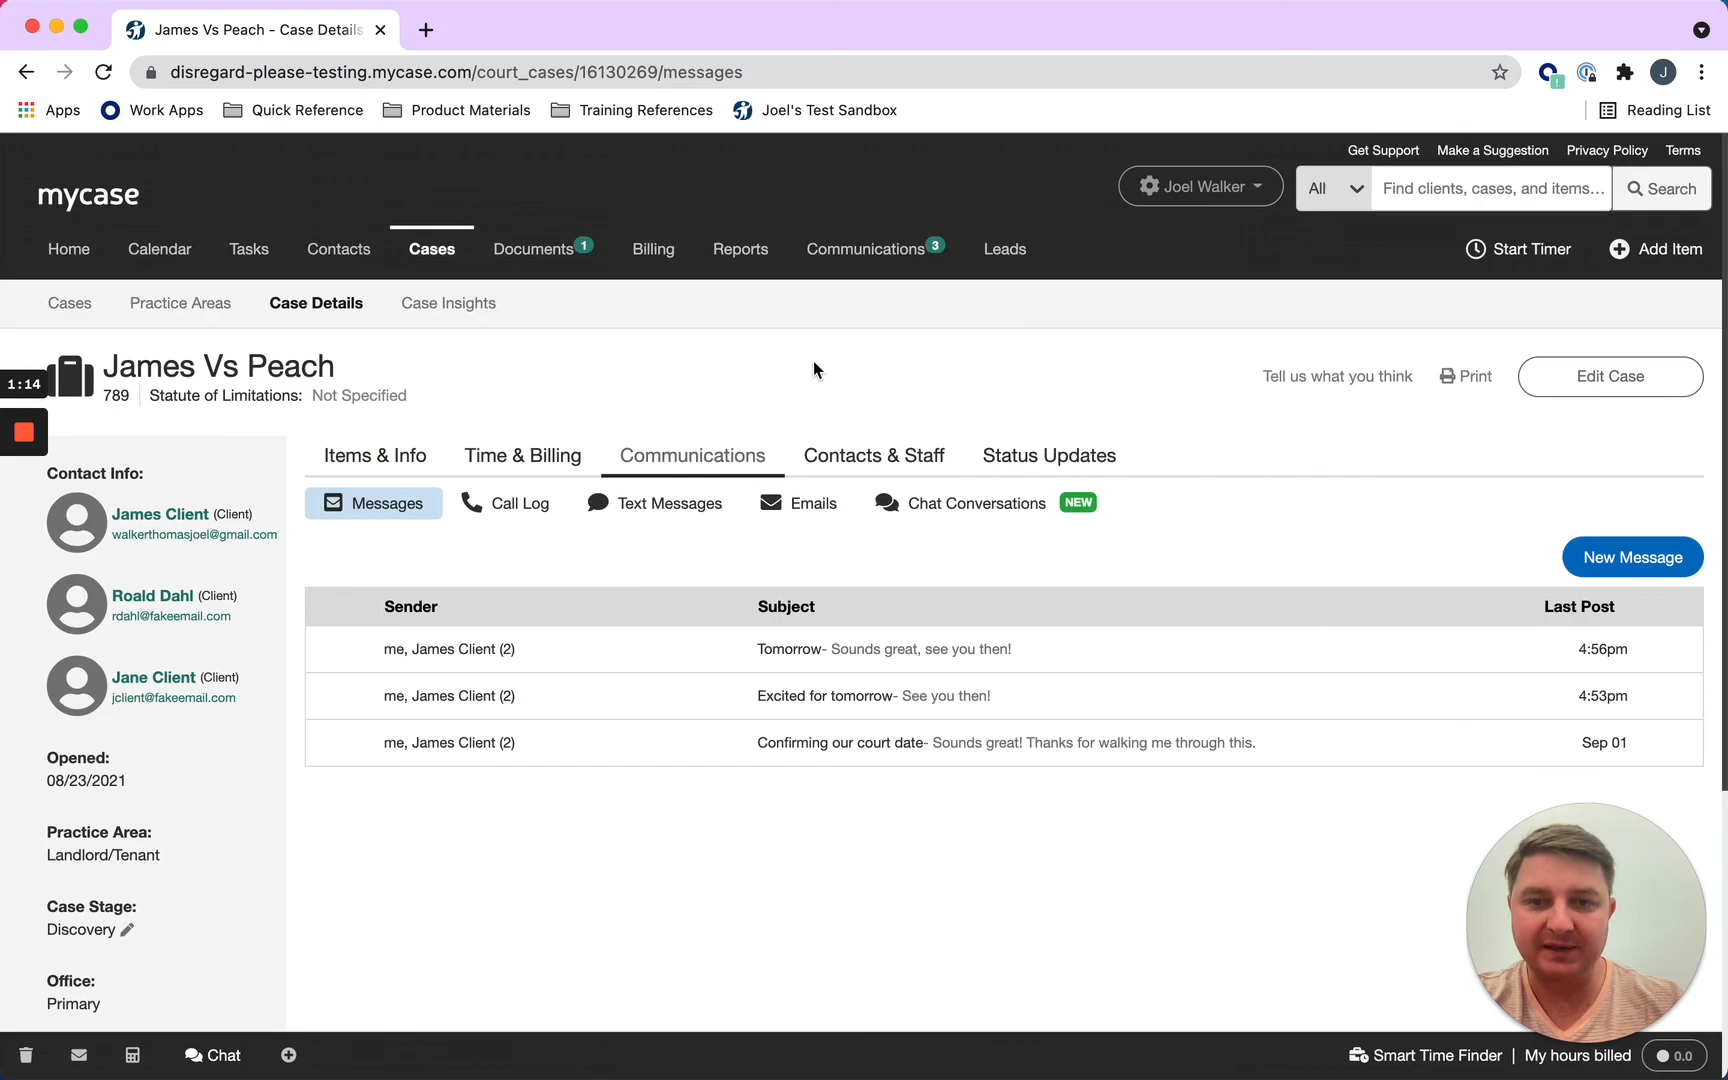 James Vs Peach - Case Details
disregard-please-testing.mycase.com/court_cases/16130269/messages
J
Apps Work Apps Quick Reference Product Materials Training References Joel's Test Sandbox Reading List
Get Support Make a Suggestion Privacy Policy Terms
mycase
Joel Walker All Find clients, cases, and items... Search
Home Calendar Tasks Contacts Cases Documents 1 Billing Reports Communications 3 Leads Start Timer Add Item
Cases Practice Areas Case Details Case Insights
James Vs Peach
789 Statute of Limitations: Not Specified
Tell us what you think Print Edit Case
1:14
Contact Info:
James Client (Client)
walkerthomasjoel@gmail.com
Roald Dahl (Client)
rdahl@fakeemail.com
Jane Client (Client)
jclient@fakeemail.com
Opened:
08/23/2021
Practice Area:
Landlord/Tenant
Case Stage:
Discovery
Office:
Primary
Items & Info Time & Billing Communications Contacts & Staff Status Updates
Messages Call Log Text Messages Emails Chat Conversations NEW
New Message
Sender Subject Last Post
me, James Client (2) Tomorrow- Sounds great, see you then! 4:56pm
me, James Client (2) Excited for tomorrow- See you then! 4:53pm
me, James Client (2) Confirming our court date- Sounds great! Thanks for walking me through this. Sep 01
Chat Smart Time Finder | My hours billed 0.0